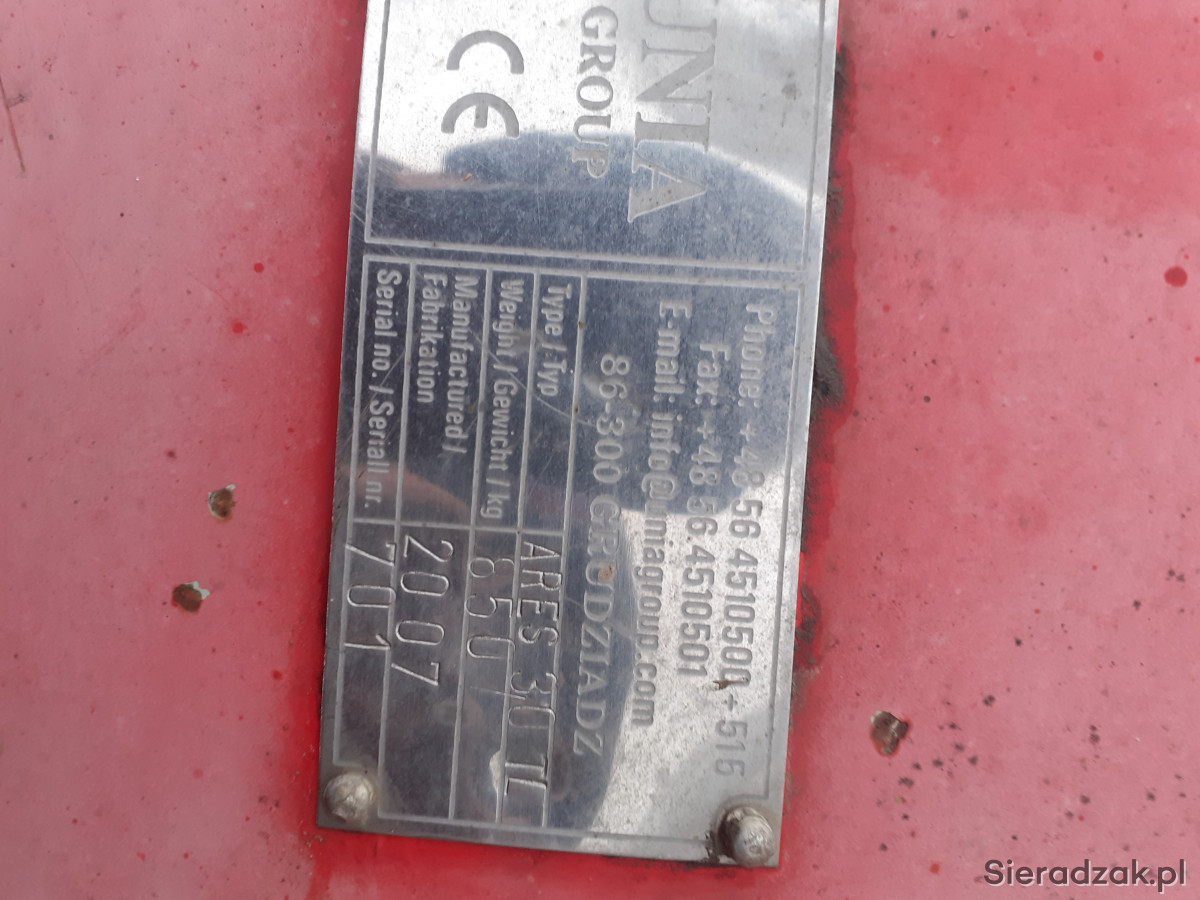 UNIA
GROUP
CE
Phone: + 48 56 4510500 ÷ 515
Fax: + 48 56 4510501
E-mail: info@uniagroup.com
86-300 GRUDZIADZ
Type / Typ ARES 30 TL
Weight / Gewicht / kg 850
Manufactured /
Fabrikation 2007
Serial no. / Seriall nr. 701
Sieradzak.pl